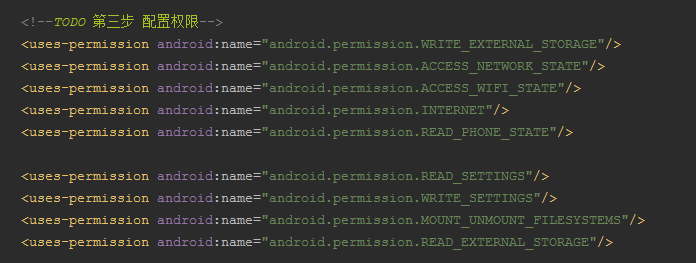 <!--TODO 第三步 配置权限-->
<uses-permission android:name="android.permission.WRITE_EXTERNAL_STORAGE"/>
<uses-permission android:name="android.permission.ACCESS_NETWORK_STATE"/>
<uses-permission android:name="android.permission.ACCESS_WIFI_STATE"/>
<uses-permission android:name="android.permission.INTERNET"/>
<uses-permission android:name="android.permission.READ_PHONE_STATE"/>
<uses-permission android:name="android.permission.READ_SETTINGS"/>
<uses-permission android:name="android.permission.WRITE_SETTINGS"/>
<uses-permission android:name="android.permission.MOUNT_UNMOUNT_FILESYSTEMS"/>
<uses-permission android:name="android.permission.READ_EXTERNAL_STORAGE"/>